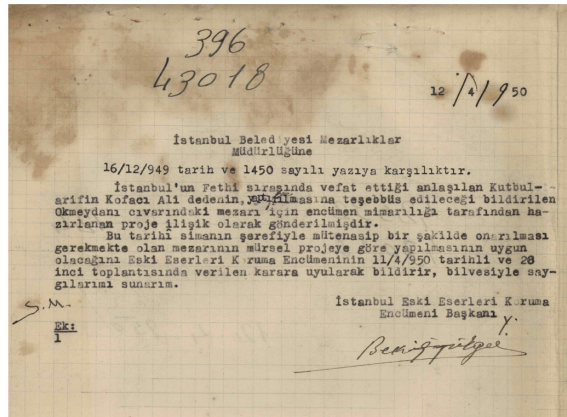 396
43018
12/4/950
İstanbul Belediyesi Mezarlıklar
Müdürlüğüne
16/12/949 tarih ve 1450 sayılı yazıya karşılıktır.
İstanbul'un Fethi sırasında vefat ettiği anlaşılan Kutbul-
arifin Kofacı Ali dedenin, yaptırılmasına teşebbüs edileceği bildirilen
Okmeydanı cıvarındaki mezarı için encümen mimarlığı tarafından ha-
zırlanan proje ilişik olarak gönderilmişdir.
Bu tarihi simanın şerefiyle mütenasip bir şakilde onarılması
gerekmekte olan mezarının mürsel projeye göre yapılmasının uygun
olacağını Eski Eserleri Koruma Encümeninin 11/4/950 tarihli ve 28
inci toplantısında verilen karara uyularak bildirir, bilvesiyle say-
gılarımı sunarım.
S.M.
İstanbul Eski Eserleri Koruma
Encümeni Başkanı
Y.
Ek:
1